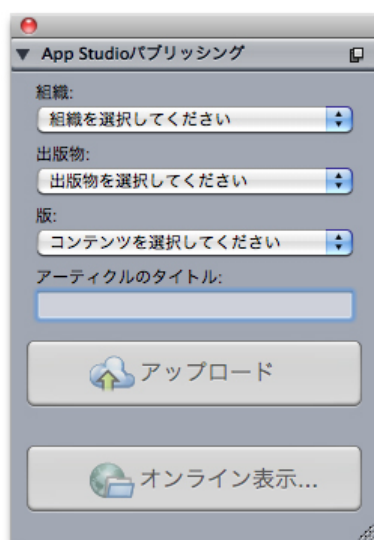 App Studioパブリッシング
組織:
組織を選択してください
出版物:
出版物を選択してください
版:
コンテンツを選択してください
アーティクルのタイトル:
アップロード
オンライン表示...